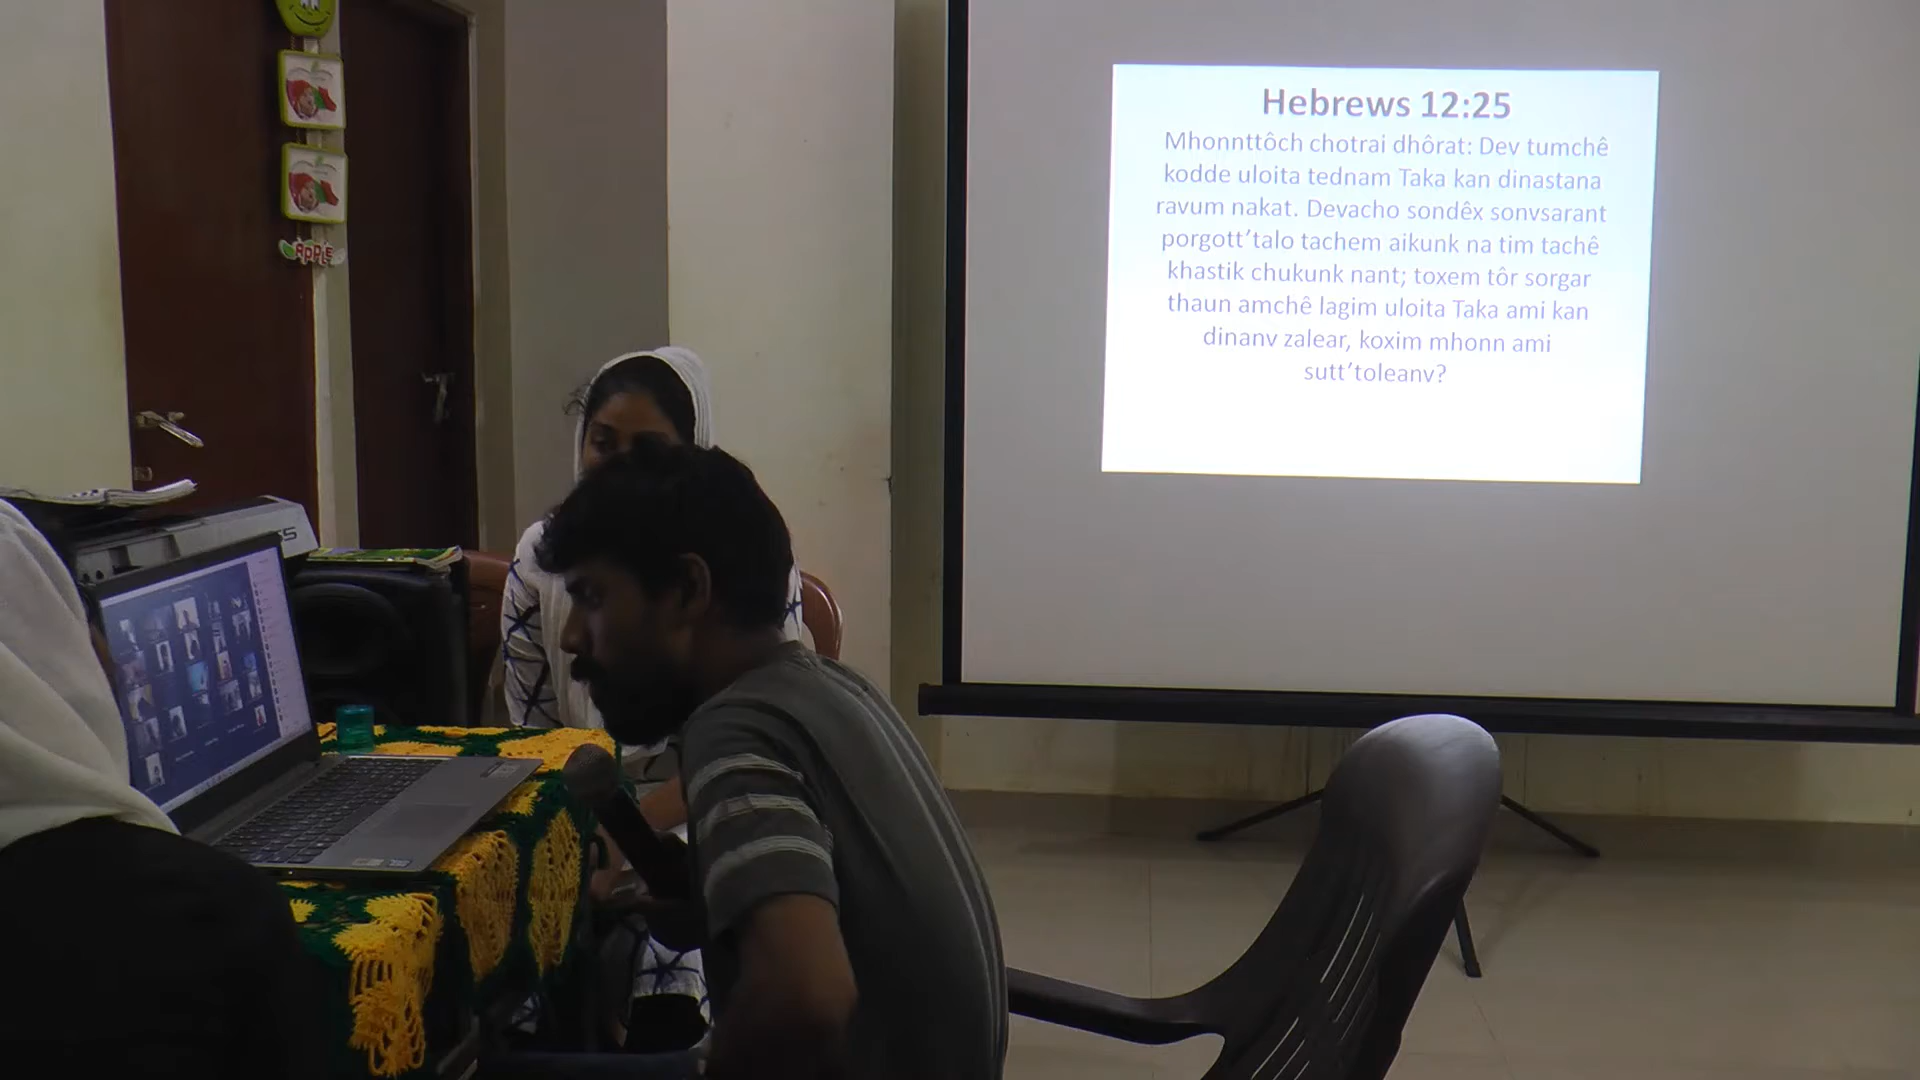 Hebrews 12:25
Mhonnttôch chotrai dhôrat: Dev tumchê
kodde uloita tednam Taka kan dinastana
ravum nakat. Devacho sondêx sonvsarant
porgott’talo tachem aikunk na tim tachê
khastik chukunk nant; toxem tôr sorgar
thaun amchê lagim uloita Taka ami kan
dinanv zalear, koxim mhonn ami
sutt’toleanv?
APPLE